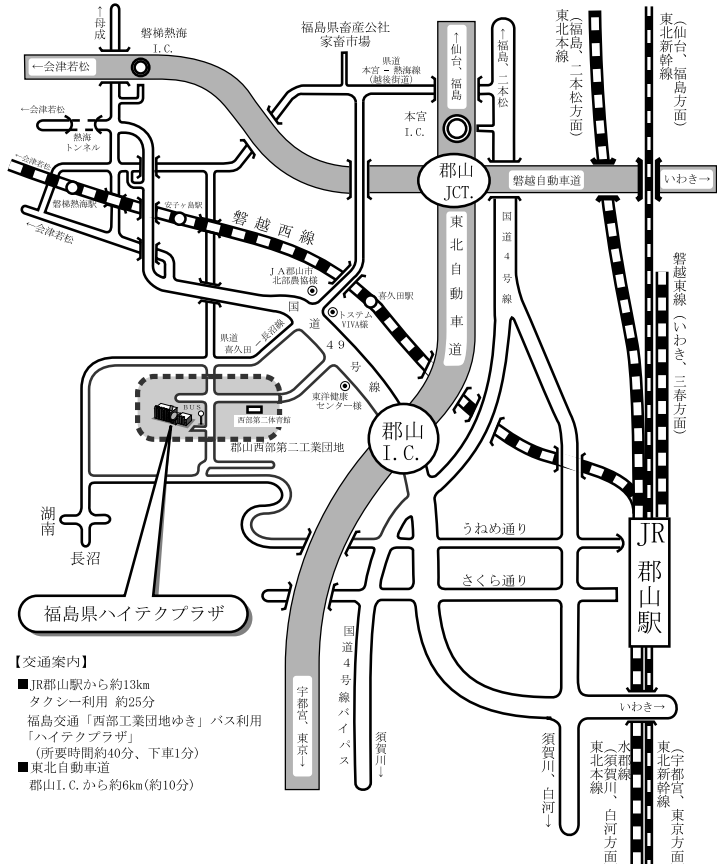 ←母成
磐梯熱海
I.C.
←会津若松
福島県畜産公社
家畜市場
県道
本宮－熱海線
(越後街道)
←仙台、福島
←福島、二本松
(福島、二本松方面)
東北本線
(仙台、福島方面)
東北新幹線
本宮
I.C.
←会津若松
熱海
トンネル
郡山
JCT.
磐越自動車道
いわき→
←会津若松
磐梯熱海駅
安子ヶ島駅
←会津若松
磐越西線
東北自動車道
国道4号線
磐越東線(いわき、三春方面)
JA郡山市
北部農協様
喜久田駅
トステム
VIVA様
国道49号線
県道
喜久田
―長沼線
東洋健康
センター様
BUS
西部第二体育館
郡山西部第二工業団地
郡山
I.C.
湖南
長沼
うねめ通り
さくら通り
JR
郡山駅
福島県ハイテクプラザ
国道4号線バイパス
宇都宮、東京→
須賀川→
須賀川、白河→
いわき→
水郡線
(須賀川、白河方面
東北本線
(宇都宮、東京方面
東北新幹線
【交通案内】
■JR郡山駅から約13km
タクシー利用 約25分
福島交通「西部工業団地ゆき」バス利用
「ハイテクプラザ」
(所要時間約40分、下車1分)
■東北自動車道
郡山I.C.から約6km(約10分)